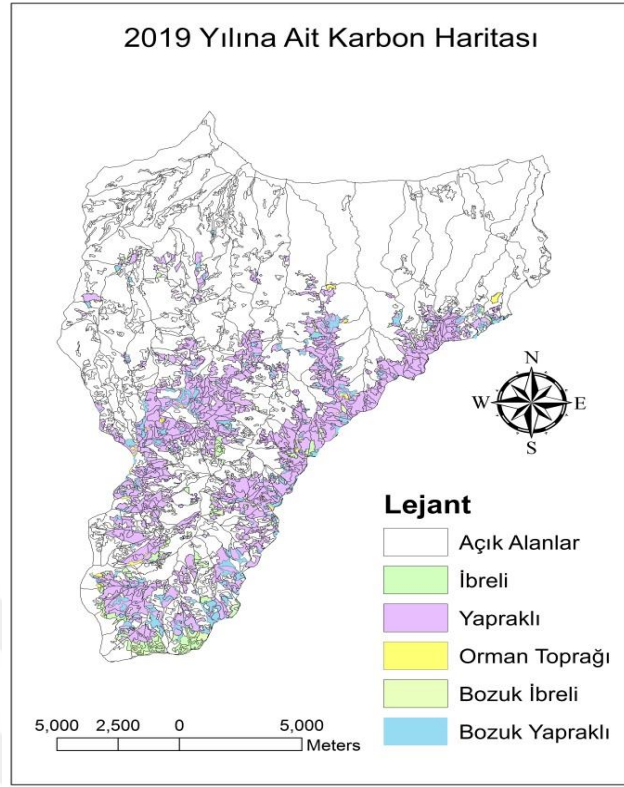 2019 Yılına Ait Karbon Haritası
N
W E
S
Lejant
Açık Alanlar
İbreli
Yapraklı
Orman Toprağı
Bozuk İbreli
Bozuk Yapraklı
5,000 2,500 0 5,000
Meters